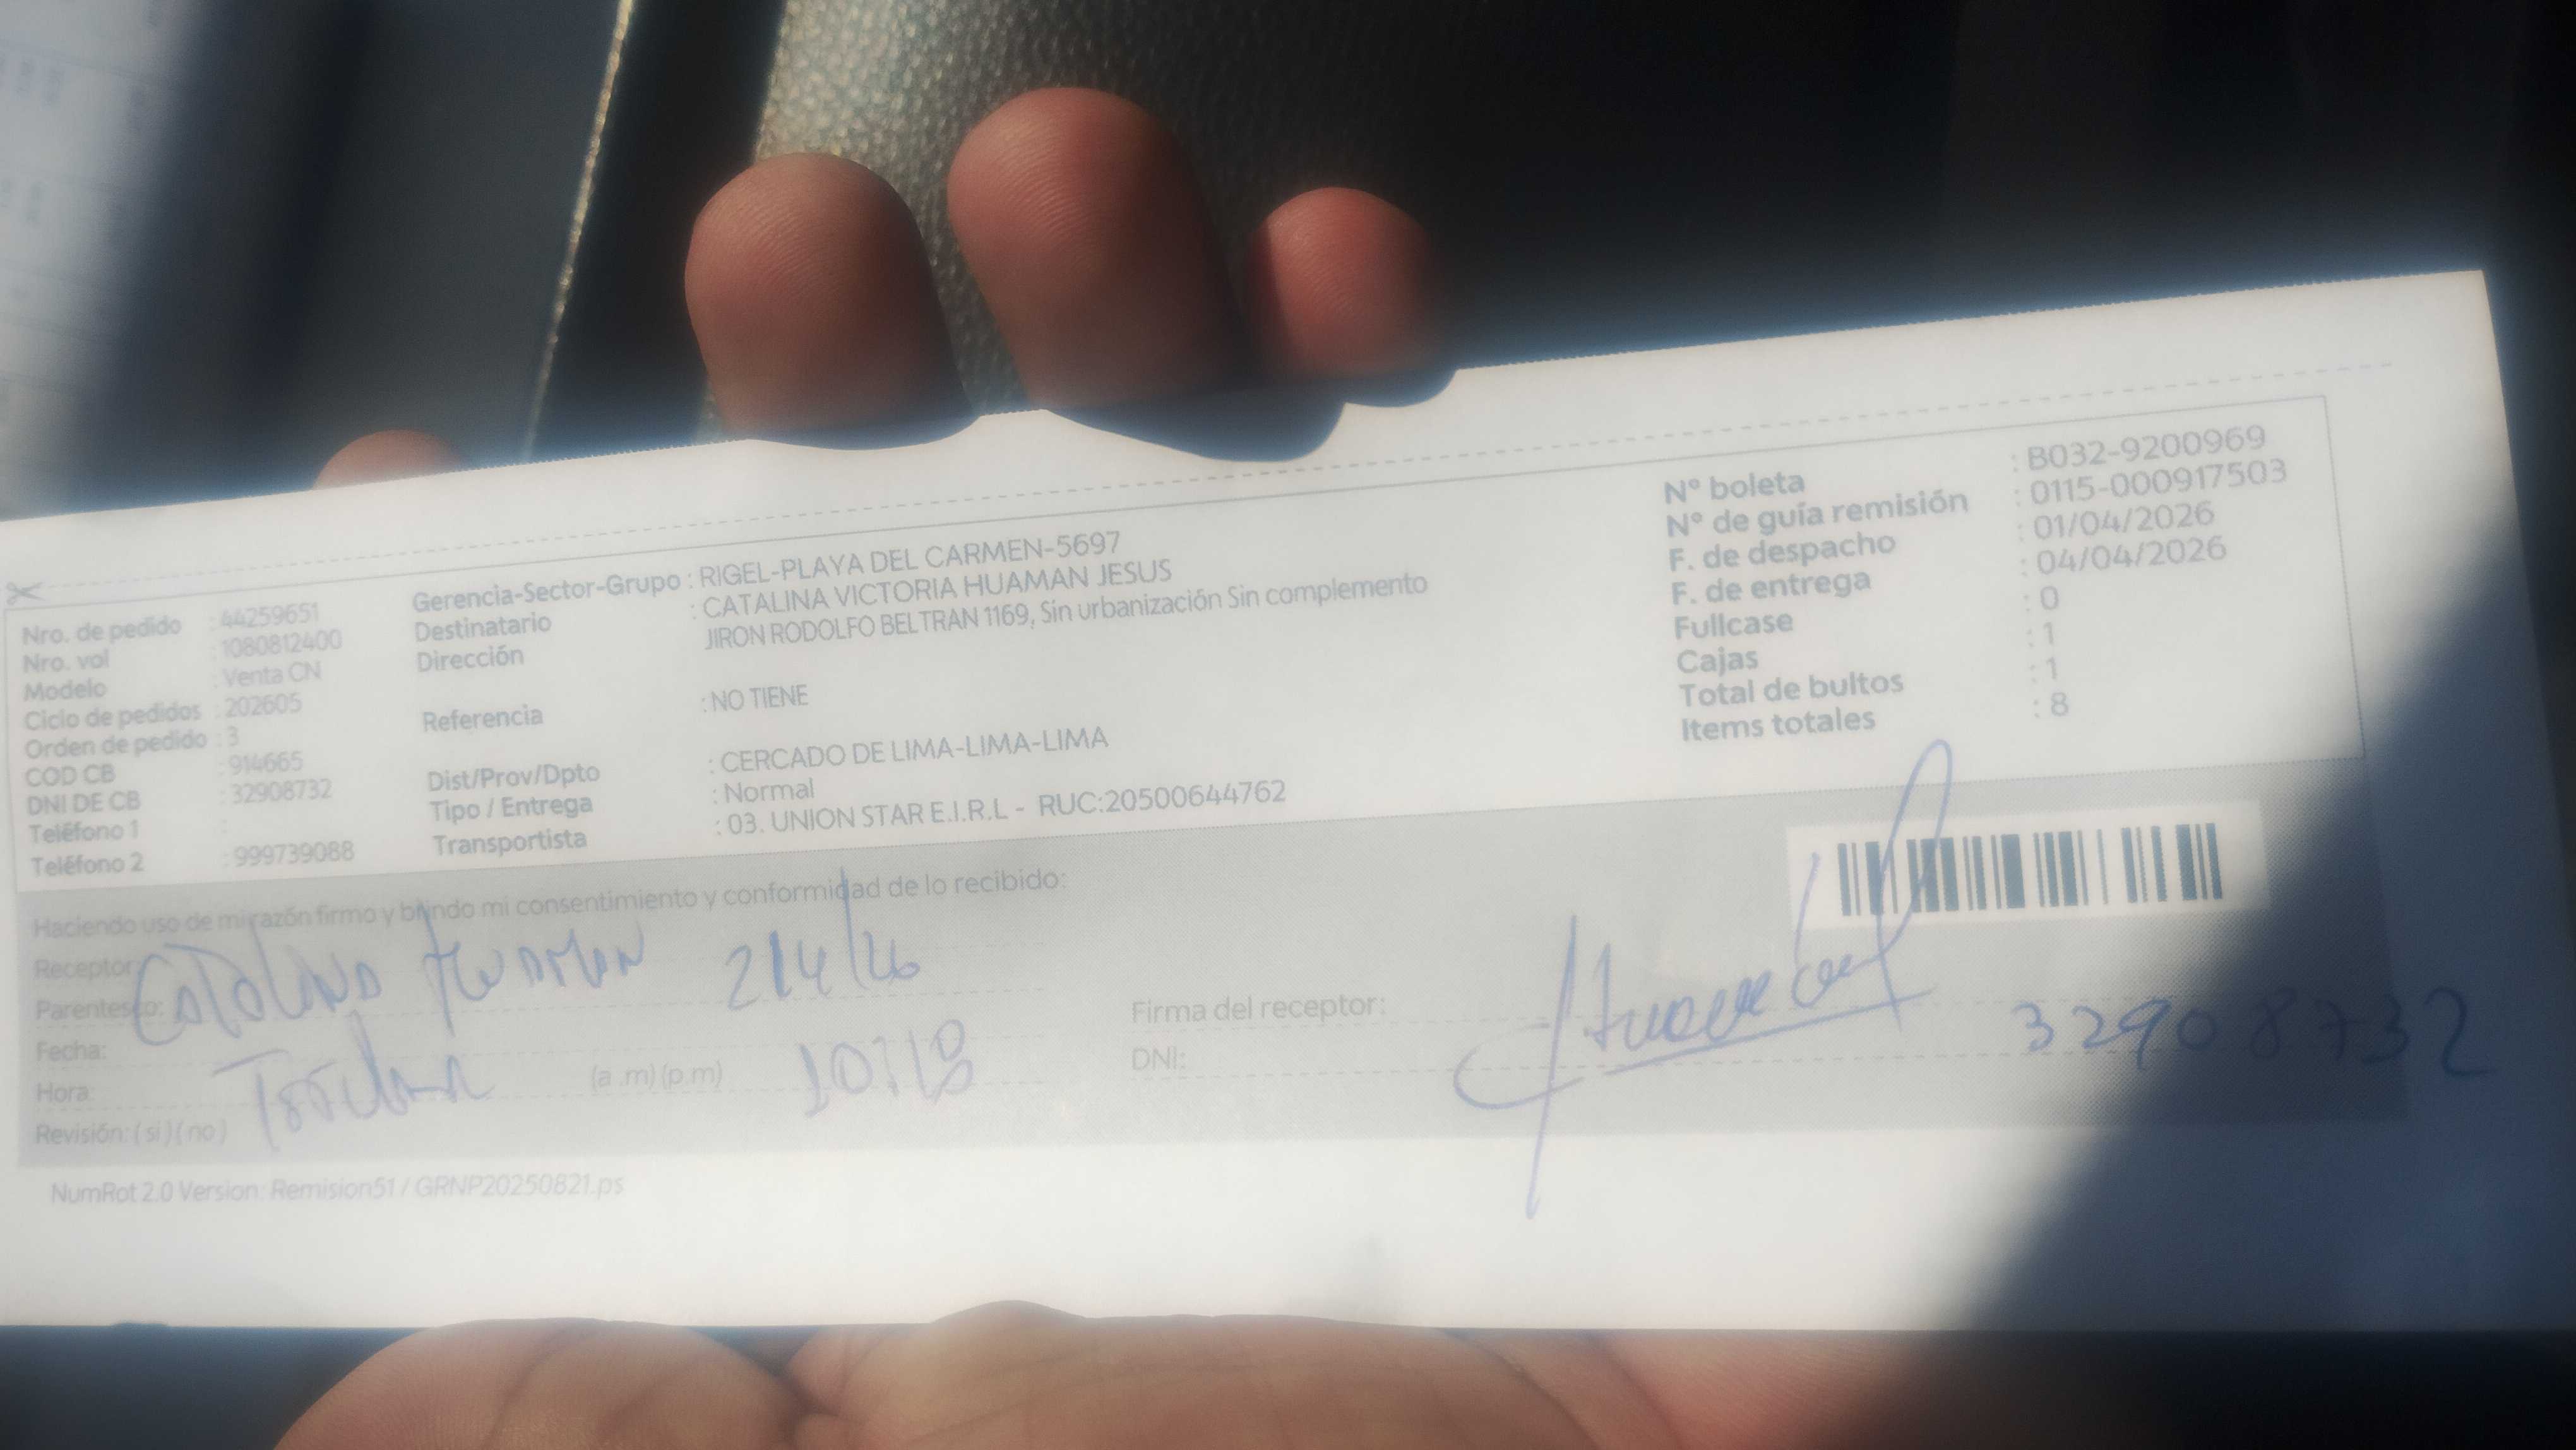 Nro. de pedido : 44259651
Nro. vol : 1080812400
Modelo : Venta CN
Ciclo de pedidos : 202605
Orden de pedido : 3
COD CB : 914665
DNI DE CB : 32908732
Teléfono 1 :
Teléfono 2 : 999739088
Gerencia-Sector-Grupo : RIGEL-PLAYA DEL CARMEN-5697
Destinatario : CATALINA VICTORIA HUAMAN JESUS
Dirección JIRON RODOLFO BELTRAN 1169, Sin urbanización Sin complemento
Referencia : NO TIENE
Dist/Prov/Dpto : CERCADO DE LIMA-LIMA-LIMA
Tipo / Entrega : Normal
Transportista : 03. UNION STAR E.I.R.L - RUC:20500644762
N° boleta : B032-9200969
N° de guía remisión : 0115-000917503
F. de despacho : 01/04/2026
F. de entrega : 04/04/2026
Fullcase : 0
Cajas : 1
Total de bultos : 1
Items totales : 8
Haciendo uso de mi razón firmo y brindo mi consentimiento y conformidad de lo recibido:
Receptor: Catalina Huaman
Parentesco:
Fecha:
Hora: (a .m) (p.m)
Revisión: ( si ) ( no )
Firma del receptor:
DNI: 32908732
NumRot 2.0 Version: Remision51 / GRNP20250821.ps